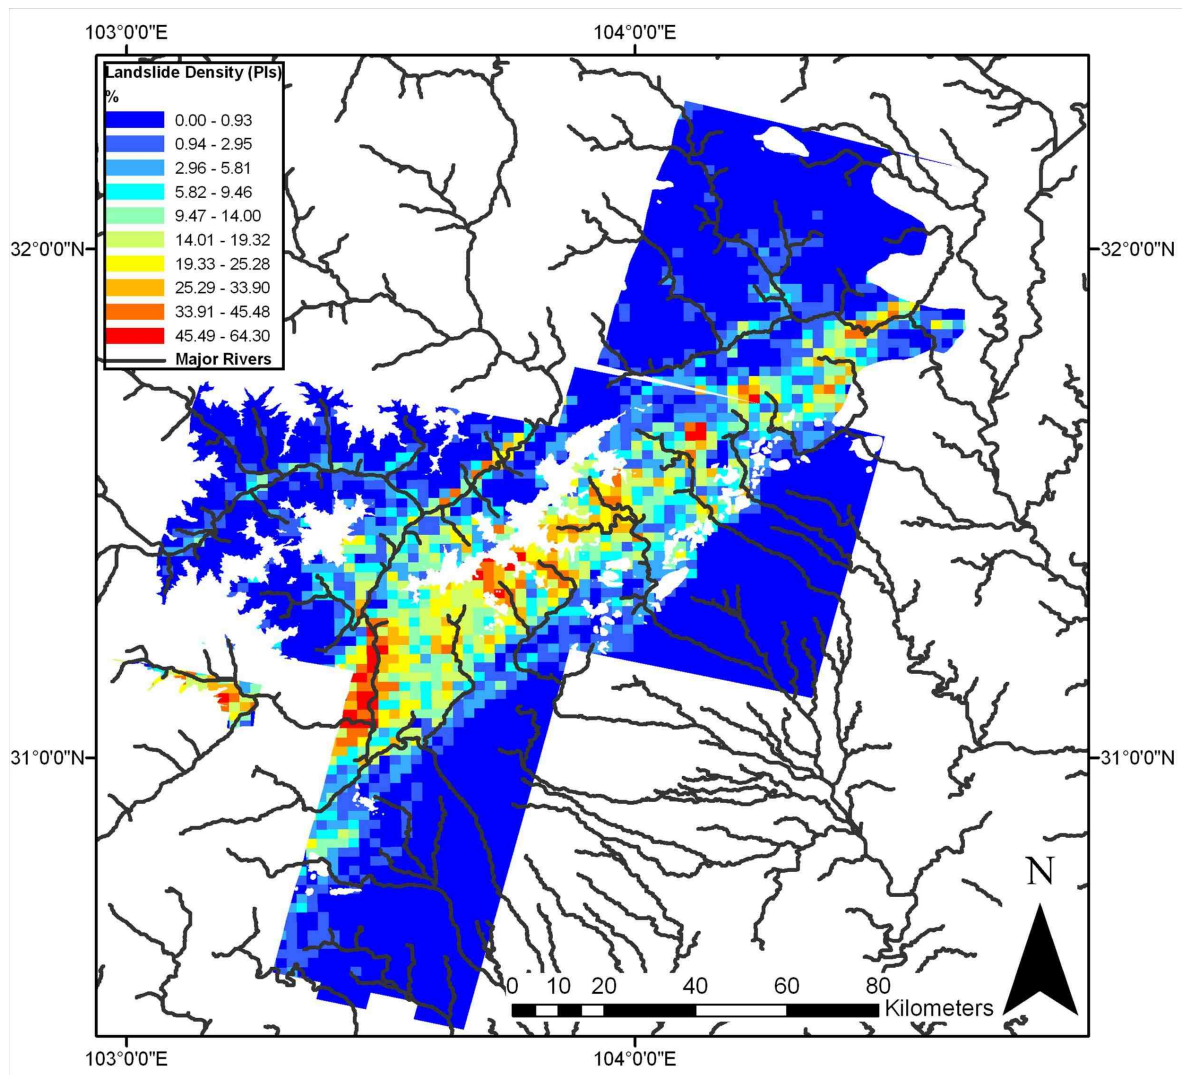 103°0'0"E
104°0'0"E
Landslide Density (Pls)
%
0.00 - 0.93
0.94 - 2.95
2.96 - 5.81
5.82 - 9.46
9.47 - 14.00
14.01 - 19.32
19.33 - 25.28
25.29 - 33.90
33.91 - 45.48
45.49 - 64.30
Major Rivers
32°0'0"N
32°0'0"N
31°0'0"N
31°0'0"N
N
0 10 20 40 60 80
Kilometers
103°0'0"E
104°0'0"E